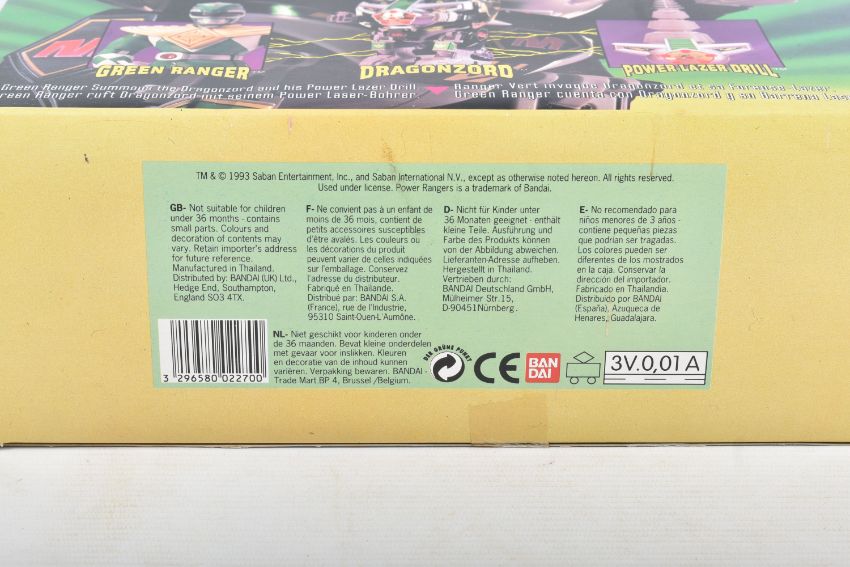 GREEN RANGER™
DRAGONZORD™
POWER LAZER DRILL™
Green Ranger Summons the Dragonzord and his Power Lazer Drill
Ranger Vert invoque Dragonzord et sa Foreuse-Lazer
Green Ranger ruft Dragonzord mit seinem Power Laser-Bohrer
Green Ranger cuenta con Dragonzord y su Barrena
TM & © 1993 Saban Entertainment, Inc., and Saban International N.V., except as otherwise noted hereon. All rights reserved.
Used under license. Power Rangers is a trademark of Bandai.
GB- Not suitable for children
under 36 months - contains
small parts. Colours and
decoration of contents may
vary. Retain importer's address
for future reference.
Manufactured in Thailand.
Distributed by: BANDAI (UK) Ltd.,
Hedge End, Southampton,
England SO3 4TX.
F- Ne convient pas à un enfant de
moins de 36 mois, contient de
petits accessoires susceptibles
d'être avalés. Les couleurs ou
les décorations du produit
peuvent varier de celles indiquées
sur l'emballage. Conservez
l'adresse du distributeur.
Fabriqué en Thaïlande.
Distribué par: BANDAI S.A.
(France), rue de l'Industrie,
95310 Saint-Ouen-L'Aumône.
D- Nicht für Kinder unter
36 Monaten geeignet - enthält
kleine Teile. Ausführung und
Farbe des Produkts können
von der Abbildung abweichen.
Lieferanten-Adresse aufheben.
Hergestellt in Thailand.
Vertrieben durch:
BANDAI Deutschland GmbH,
Mülheimer Str.15,
D-90451Nürnberg.
E- No recomendado para
niños menores de 3 años -
contiene pequeñas piezas
que podrían ser tragadas.
Los colores pueden ser
diferentes de los mostrados
en la caja. Conservar la
dirección del importador.
Fabricado en Thailandia.
Distribuido por BANDAI
(España), Azuqueca de
Henares, Guadalajara.
NL- Niet geschikt voor kinderen onder
de 36 maanden. Bevat kleine onderdelen
met gevaar voor inslikken. Kleuren
en decoratie van de inhoud kunnen
variëren. Verpakking bewaren. BANDAI -
Trade Mart.BP 4, Brussel /Belgium.
3 296580 022700
DER GRÜNE PUNKT
CE
BAN
DAI
3V.0,01 A